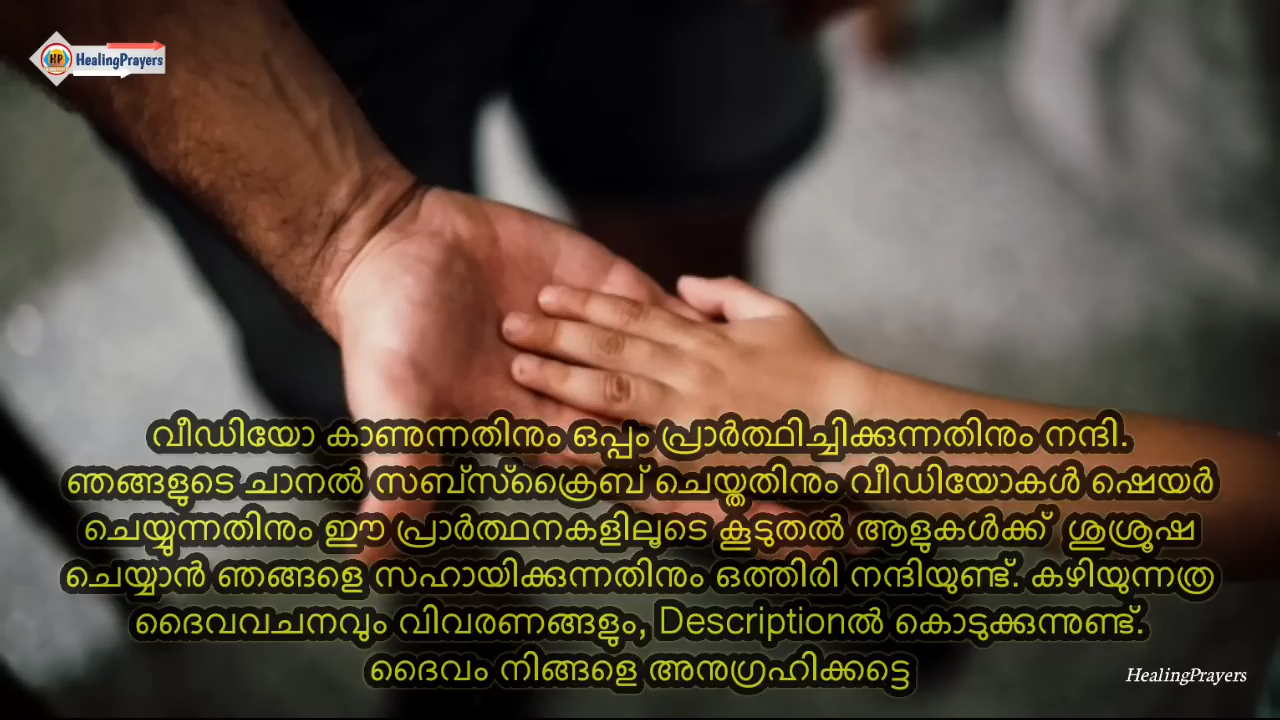 HP
HealingPrayers
വീഡിയോ കാണുന്നതിനും ഒപ്പം പ്രാർത്ഥിച്ചിക്കുന്നതിനും നന്ദി.
ഞങ്ങളുടെ ചാനൽ സബ്സ്ക്രൈബ് ചെയ്തതിനും വീഡിയോകൾ ഷെയർ
ചെയ്യുന്നതിനും ഈ പ്രാർത്ഥനകളിലൂടെ കൂടുതൽ ആളുകൾക്ക് ശുശ്രൂഷ
ചെയ്യാൻ ഞങ്ങളെ സഹായിക്കുന്നതിനും ഒത്തിരി നന്ദിയുണ്ട്. കഴിയുന്നത്ര
ദൈവവചനവും വിവരണങ്ങളും, Descriptionൽ കൊടുക്കുന്നുണ്ട്.
ദൈവം നിങ്ങളെ അനുഗ്രഹിക്കട്ടെ
HealingPrayers